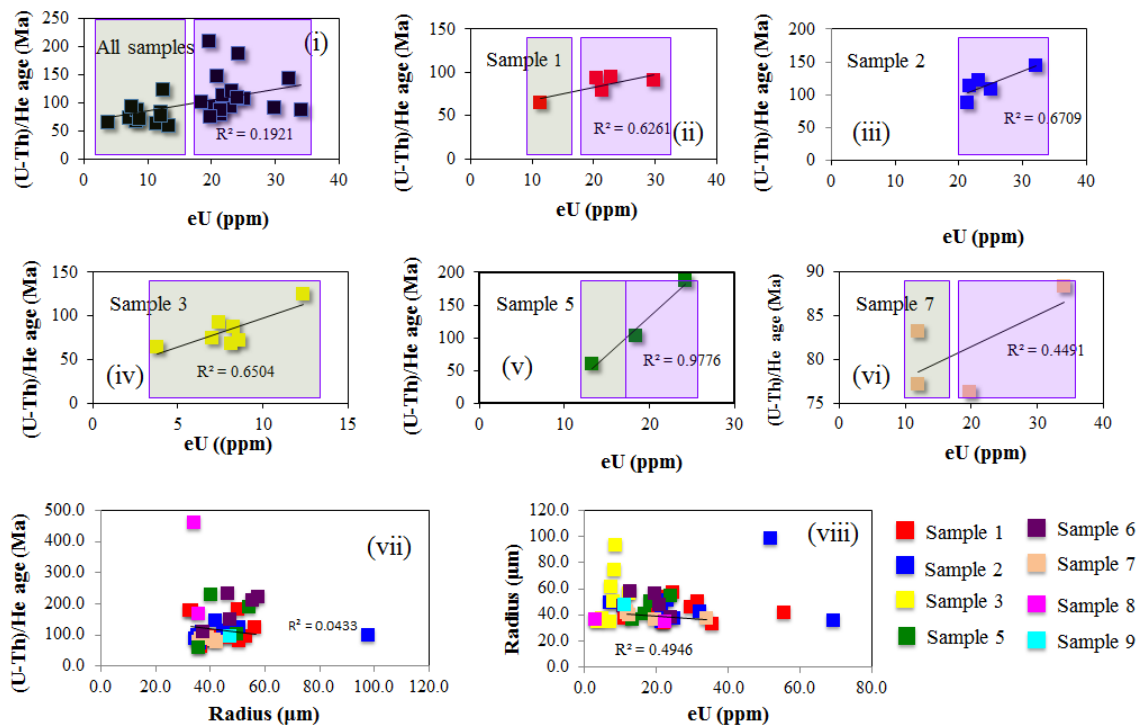 (U-Th)/He age (Ma)
250
200
150
100
50
0
All samples
(i)
R² = 0.1921
0 10 20 30 40
eU (ppm)
(U-Th)/He age (Ma)
150
100
50
0
Sample 1
(ii)
R² = 0.6261
0 10 20 30 40
eU (ppm)
(U-Th)/He age (Ma)
200
150
100
50
0
Sample 2
(iii)
R² = 0.6709
0 10 20 30 40
eU (ppm)
(U-Th)/He age (Ma)
150
100
50
0
Sample 3
(iv)
R² = 0.6504
0 5 10 15
eU ((ppm)
(U-Th)/He age (Ma)
200
150
100
50
0
Sample 5
(v)
R² = 0.9776
0 10 20 30
eU (ppm)
(U-Th)/He age (Ma)
90
85
80
75
Sample 7
(vi)
R² = 0.4491
0 10 20 30 40
eU (ppm)
(U-Th)/He age (Ma)
500.0
400.0
300.0
200.0
100.0
0.0
(vii)
R² = 0.0433
0.0 20.0 40.0 60.0 80.0 100.0 120.0
Radius (µm)
Radius (µm)
120.0
100.0
80.0
60.0
40.0
20.0
0.0
(viii)
R² = 0.4946
0.0 20.0 40.0 60.0 80.0
eU (ppm)
Sample 1
Sample 2
Sample 3
Sample 5
Sample 6
Sample 7
Sample 8
Sample 9